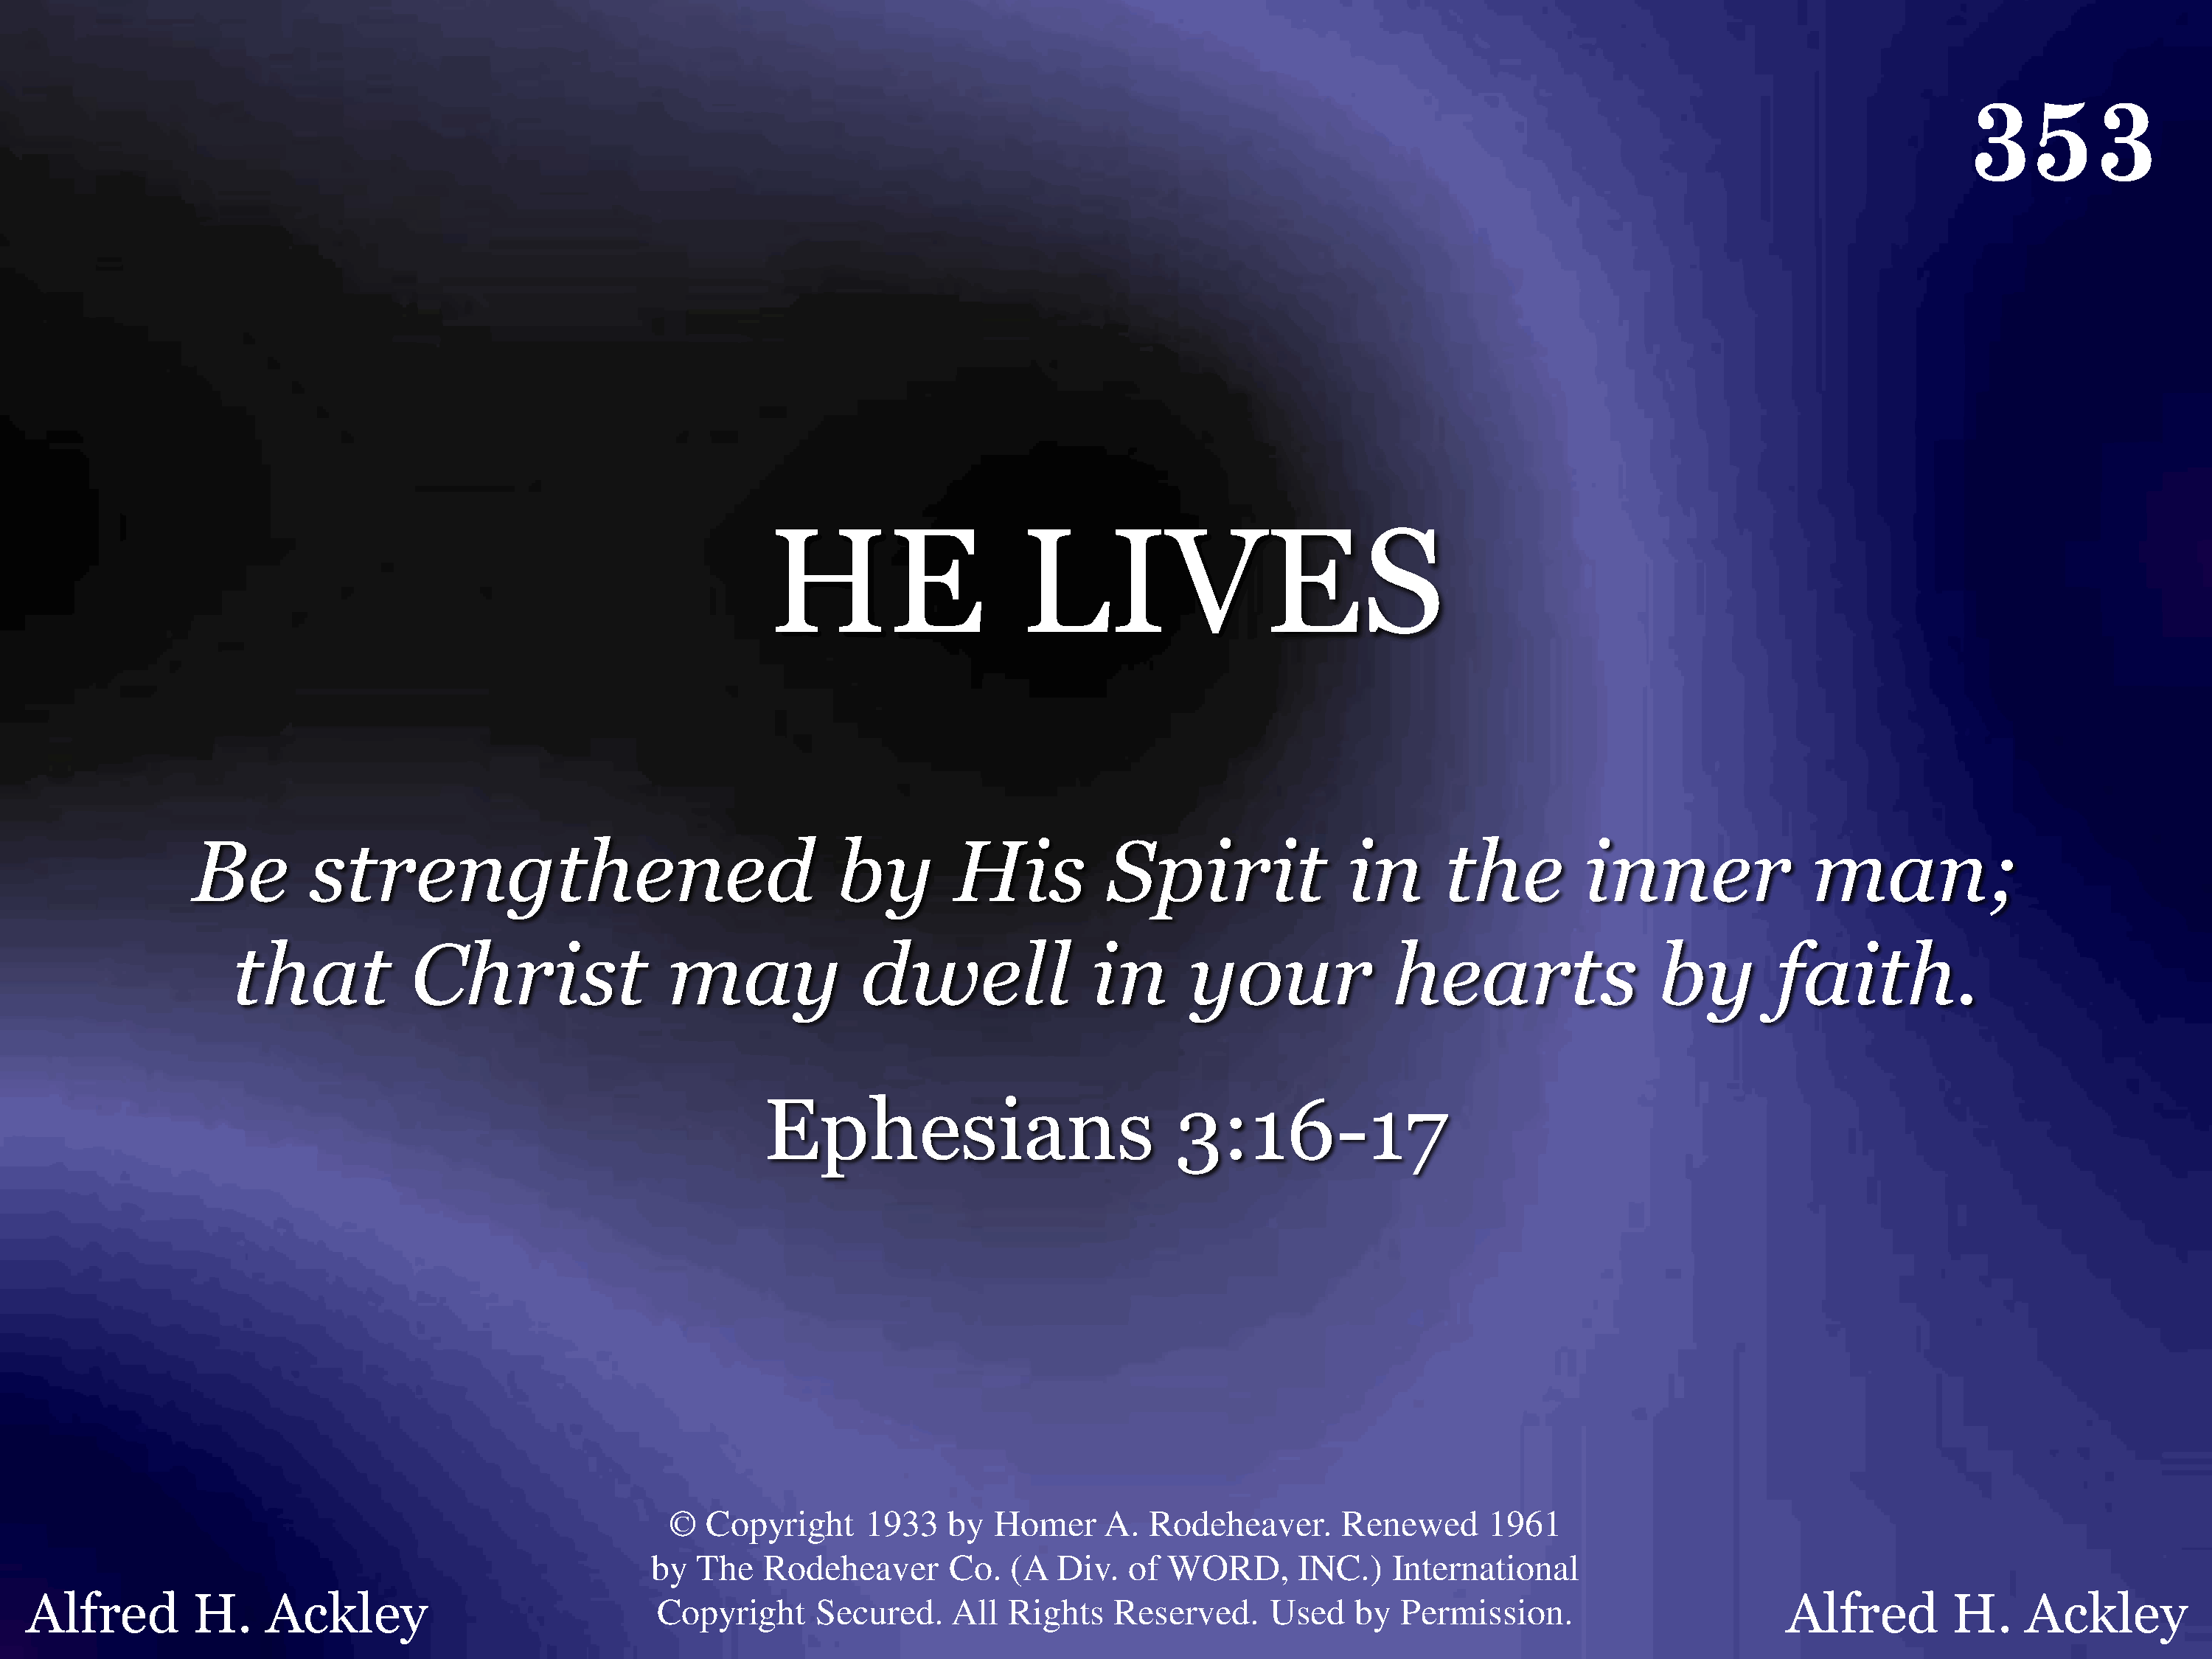 353
HE LIVES
Be strengthened by His Spirit in the inner man;
that Christ may dwell in your hearts by faith.
Ephesians 3:16-17
© Copyright 1933 by Homer A. Rodeheaver. Renewed 1961
by The Rodeheaver Co. (A Div. of WORD, INC.) International
Copyright Secured. All Rights Reserved. Used by Permission.
Alfred H. Ackley
Alfred H. Ackley